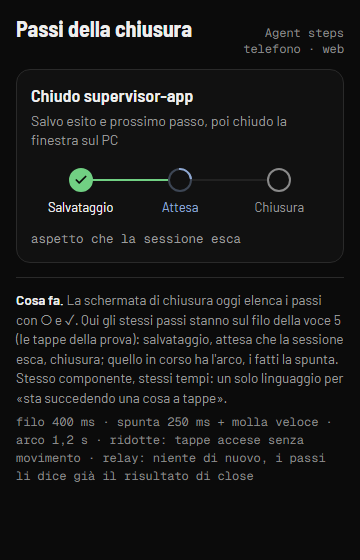 Passi della chiusura
Agent steps
telefono · web
Chiudo supervisor-app
Salvo esito e prossimo passo, poi chiudo la
finestra sul PC
Salvataggio
Attesa
Chiusura
aspetto che la sessione esca
Cosa fa. La schermata di chiusura oggi elenca i passi
con ○ e ✓. Qui gli stessi passi stanno sul filo della voce 5
(le tappe della prova): salvataggio, attesa che la sessione
esca, chiusura; quello in corso ha l'arco, i fatti la spunta.
Stesso componente, stessi tempi: un solo linguaggio per
«sta succedendo una cosa a tappe».
filo 400 ms · spunta 250 ms + molla veloce ·
arco 1,2 s · ridotte: tappe accese senza
movimento · relay: niente di nuovo, i passi
li dice già il risultato di close